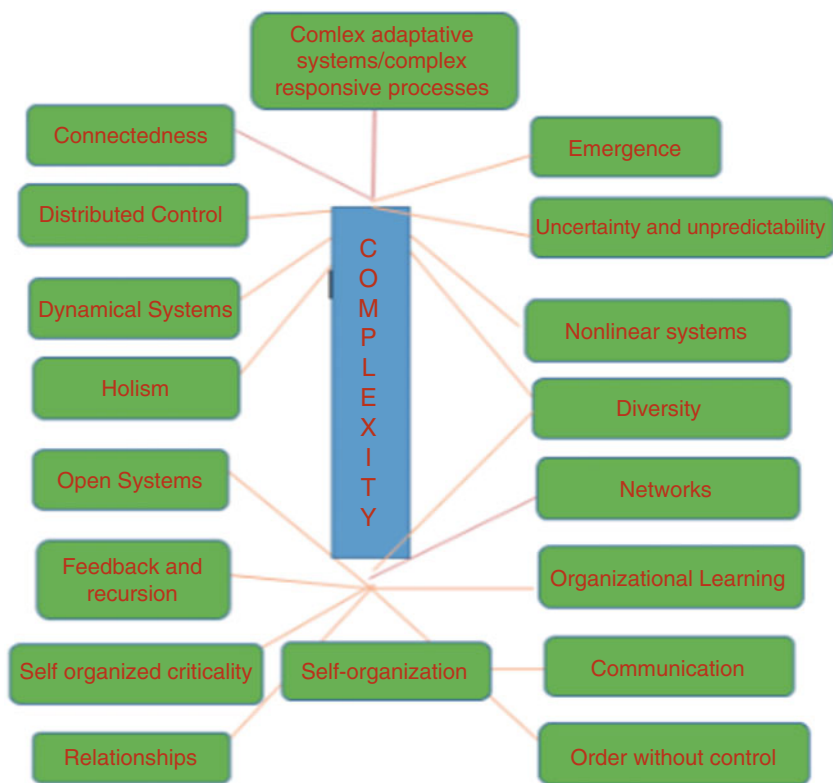 Comlex adaptative
systems/complex
responsive processes
Connectedness
Emergence
Distributed Control
Uncertainty and unpredictability
COMPLEXITY
Dynamical Systems
Nonlinear systems
Holism
Diversity
Open Systems
Networks
Feedback and
recursion
Organizational Learning
Self organized criticality
Self-organization
Communication
Relationships
Order without control